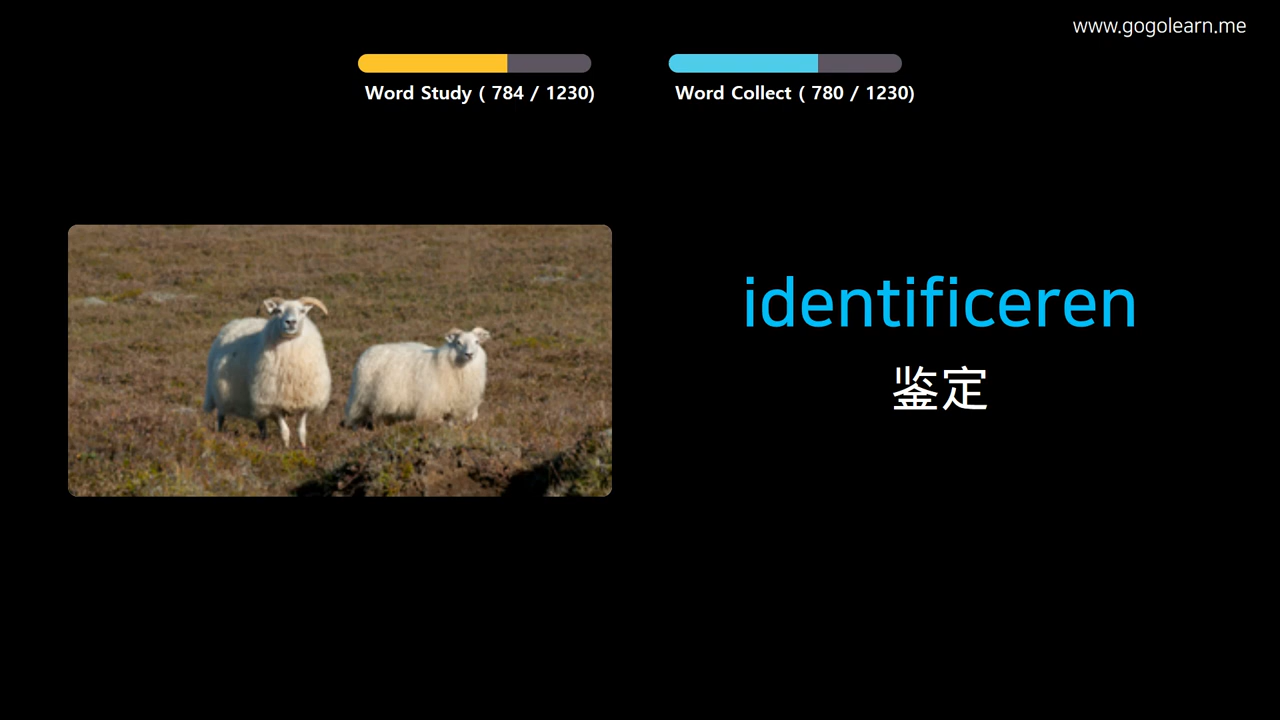 www.gogolearn.me
Word Study ( 784 / 1230)
Word Collect ( 780 / 1230)
identificeren
鉴定